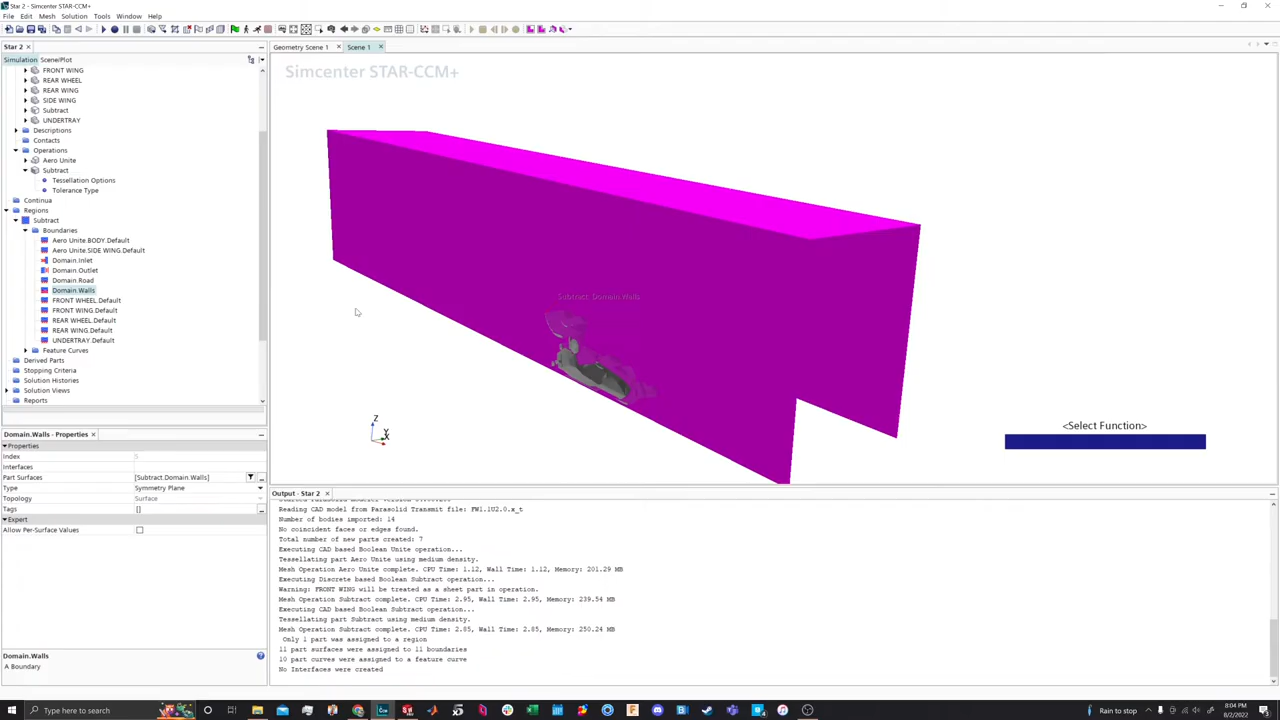 Star 2 - Simcenter STAR-CCM+
File Edit Mesh Solution Tools Window Help
Star 2
Geometry Scene 1
Scene 1
Simulation Scene/Plot
FRONT WING
REAR WHEEL
REAR WING
SIDE WING
Subtract
UNDERTRAY
Descriptions
Contacts
Operations
Aero Unite
Subtract
Tessellation Options
Tolerance Type
Continua
Regions
Subtract
Boundaries
Aero Unite.BODY.Default
Aero Unite.SIDE WING.Default
Domain.Inlet
Domain.Outlet
Domain.Road
Domain.Walls
FRONT WHEEL.Default
FRONT WING.Default
REAR WHEEL.Default
REAR WING.Default
UNDERTRAY.Default
Feature Curves
Derived Parts
Stopping Criteria
Solution Histories
Solution Views
Reports
Simcenter STAR-CCM+
Subtract: Domain.Walls
Z
Y
X
<Select Function>
Domain.Walls - Properties
Properties
Index 5
Interfaces
Part Surfaces [Subtract.Domain.Walls]
Type Symmetry Plane
Topology Surface
Tags []
Expert
Allow Per-Surface Values
Domain.Walls
A Boundary
Output - Star 2
Reading CAD model from Parasolid Transmit file: FW1.1U2.0.x_t
Number of bodies imported: 14
No coincident faces or edges found.
Total number of new parts created: 7
Executing CAD based Boolean Unite operation...
Tessellating part Aero Unite using medium density.
Mesh Operation Aero Unite complete. CPU Time: 1.12, Wall Time: 1.12, Memory: 201.29 MB
Executing Discrete based Boolean Subtract operation...
Warning: FRONT WING will be treated as a sheet part in operation.
Mesh Operation Subtract complete. CPU Time: 2.95, Wall Time: 2.95, Memory: 239.54 MB
Executing CAD based Boolean Subtract operation...
Tessellating part Subtract using medium density.
Mesh Operation Subtract complete. CPU Time: 2.85, Wall Time: 2.85, Memory: 250.24 MB
Only 1 part was assigned to a region
11 part surfaces were assigned to 11 boundaries
10 part curves were assigned to a feature curve
No Interfaces were created
Type here to search
Rain to stop
8:04 PM
8/2/2022